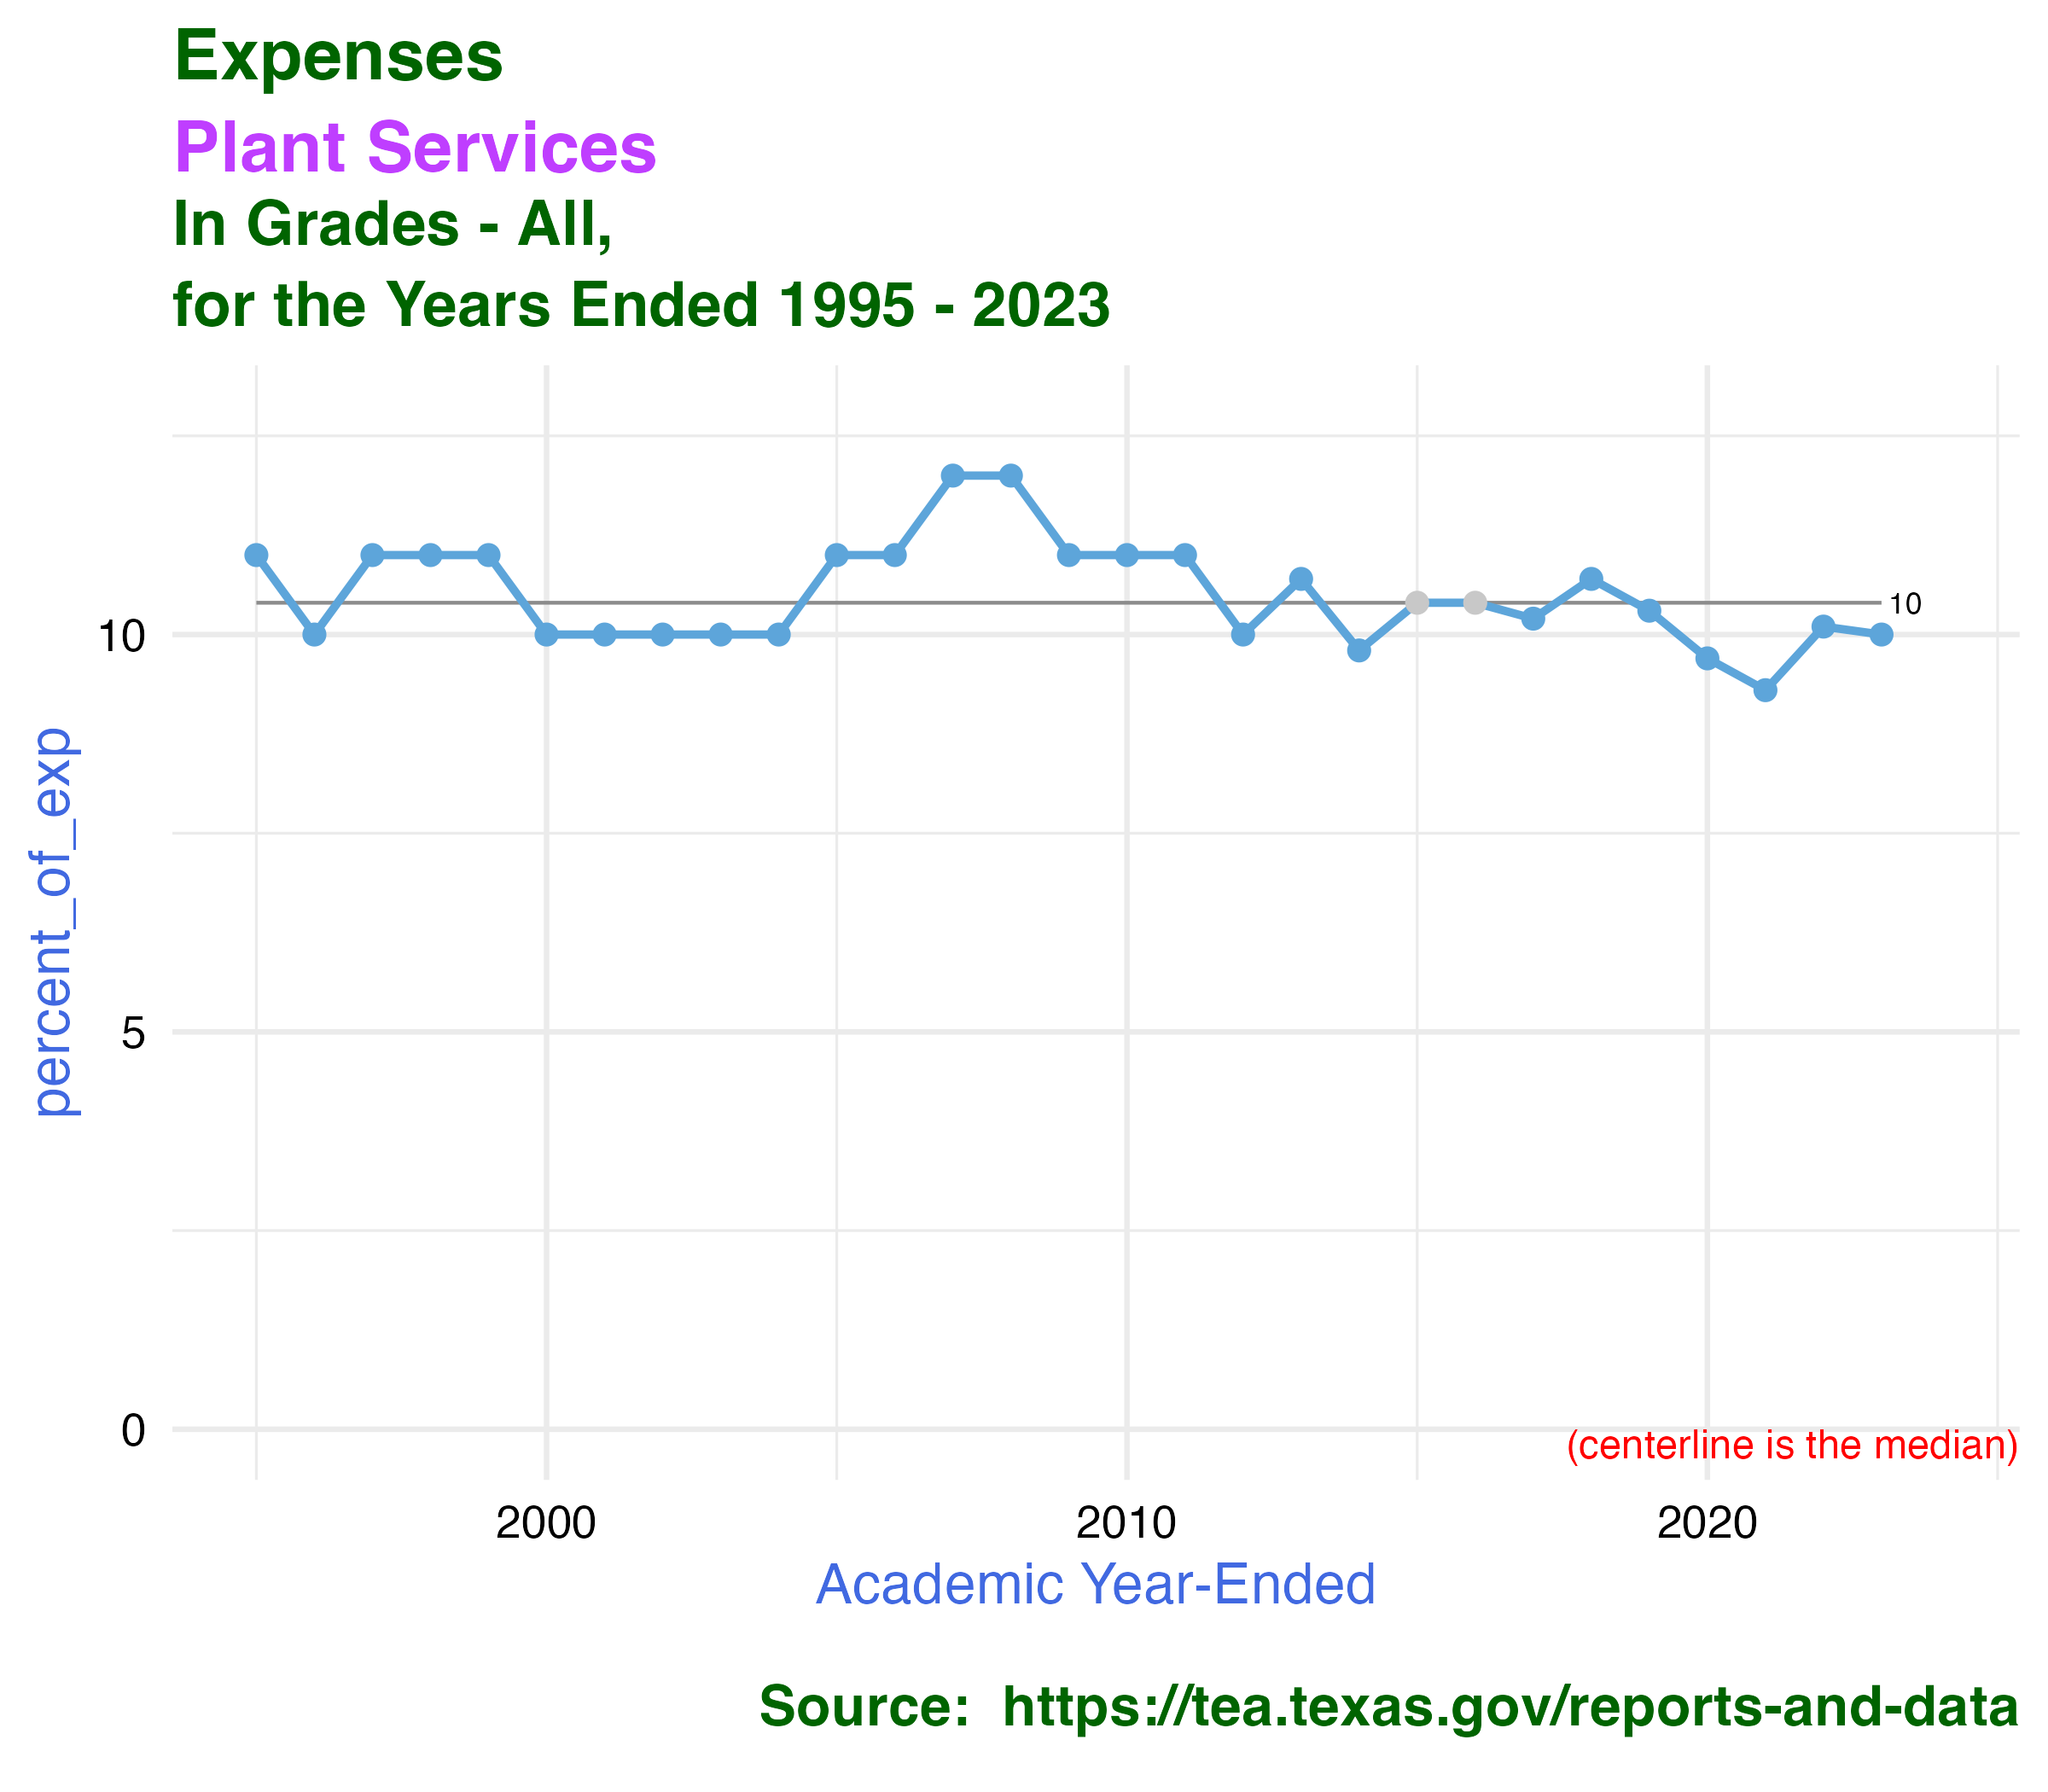 Expenses
Plant Services
In Grades - All,
for the Years Ended 1995 - 2023
percent_of_exp
10
5
0
10
(centerline is the median)
2000
2010
2020
Academic Year-Ended
Source:  https://tea.texas.gov/reports-and-data